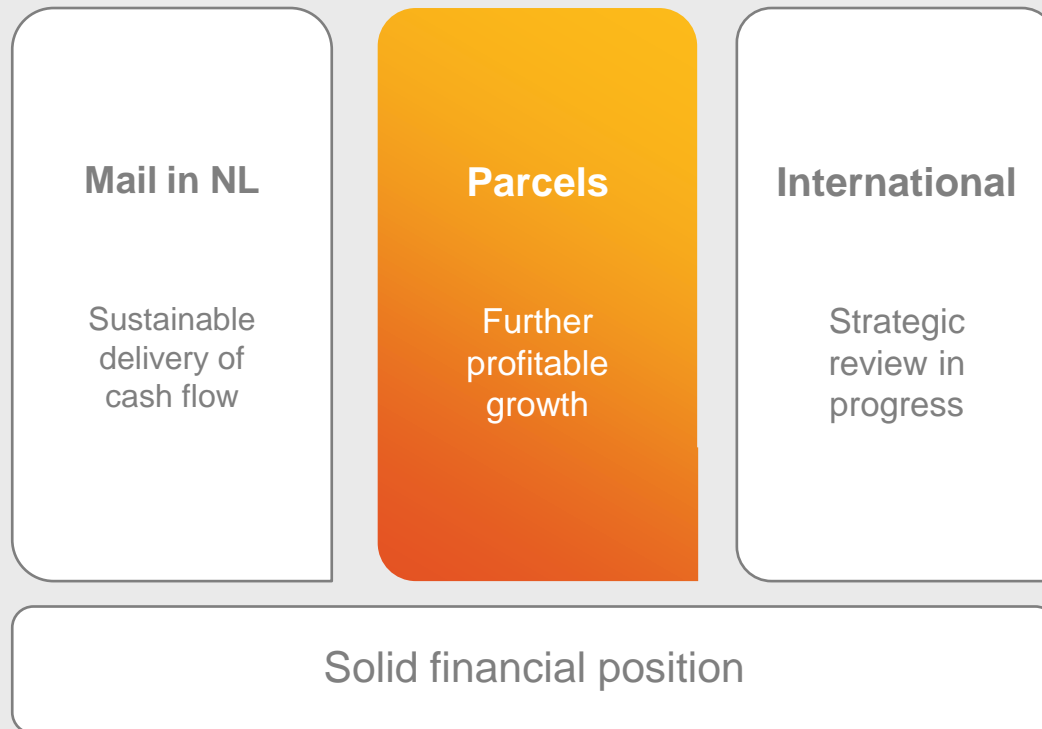 Mail in NL
Sustainable
delivery of
cash flow
Parcels
Further
profitable
growth
International
Strategic
review in
progress
Solid financial position